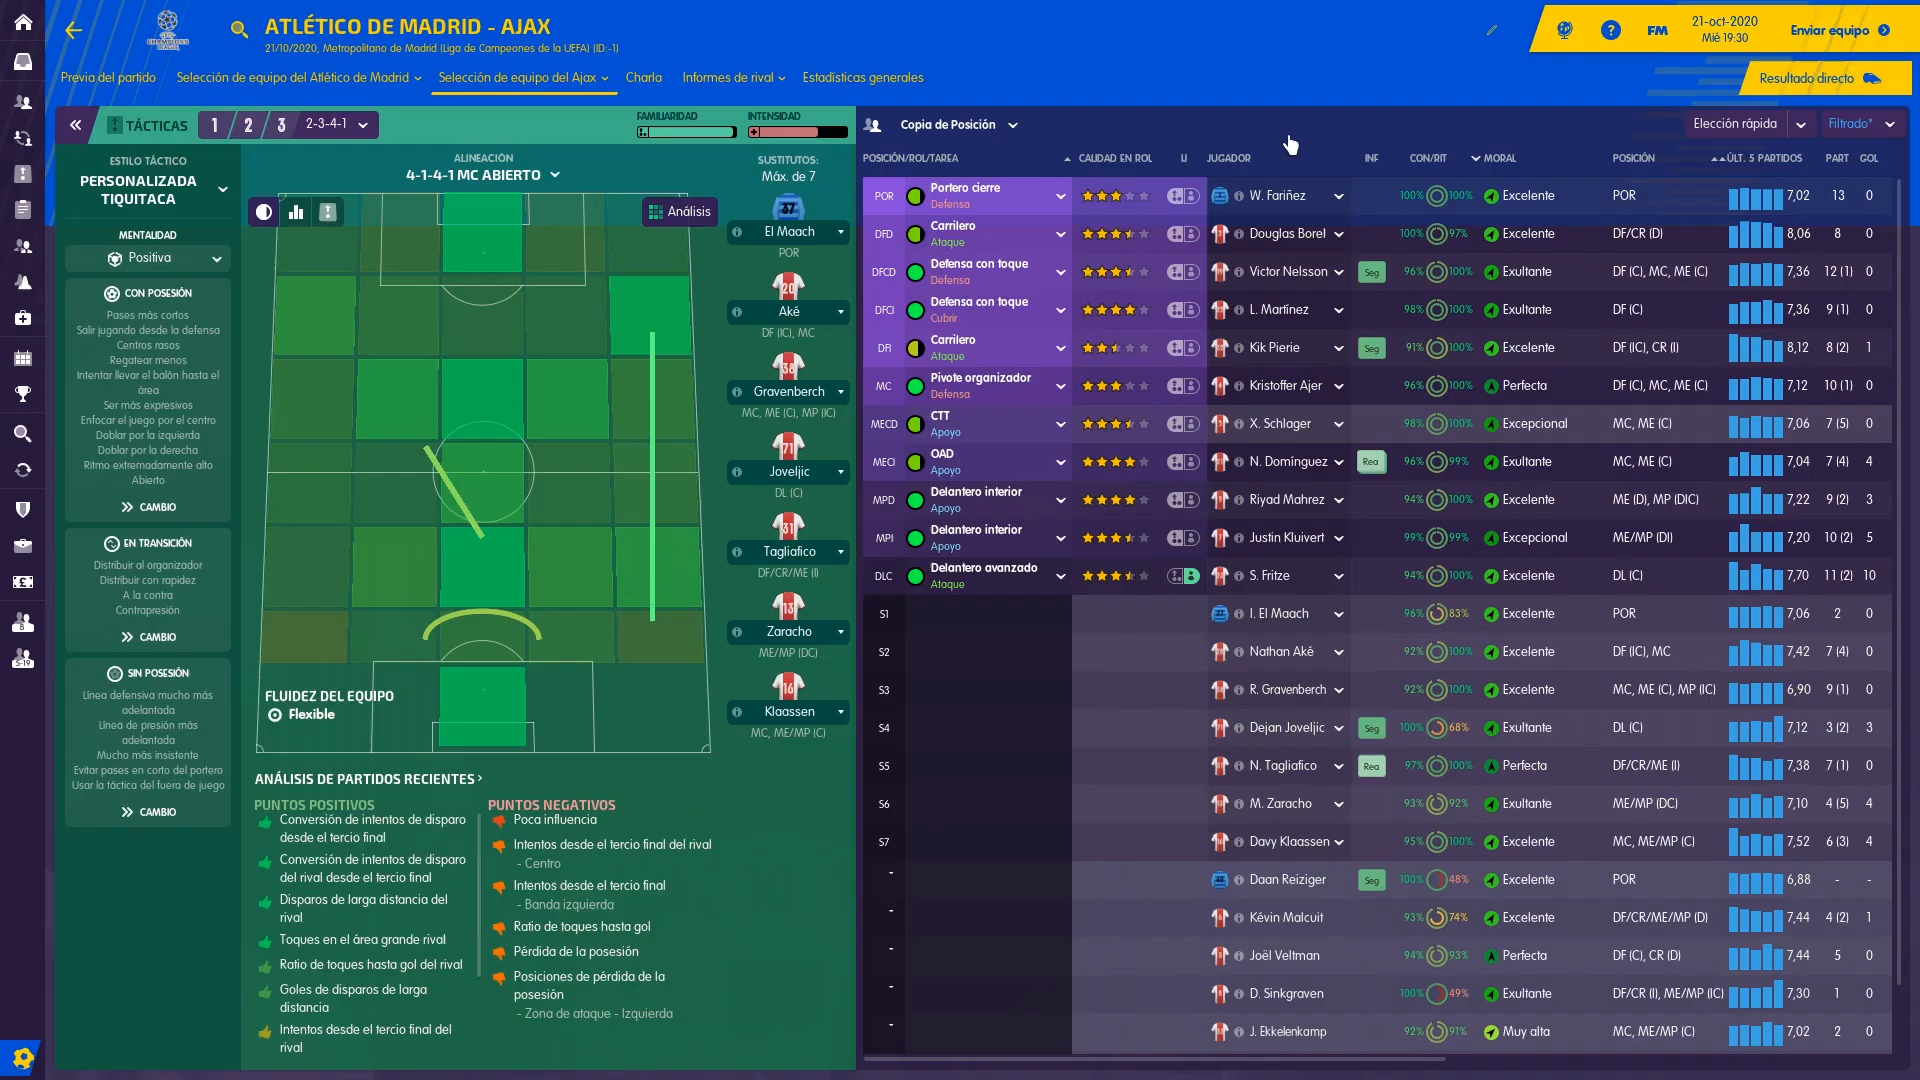 ATLÉTICO DE MADRID - AJAX
21/10/2020, Metropolitano de Madrid (Liga de Campeones de la UEFA) (ID:-1)
FM
21-oct-2020
Mié 19:30
Enviar equipo
Previa del partido
Selección de equipo del Atlético de Madrid
Selección de equipo del Ajax
Charla
Informes de rival
Estadísticas generales
Resultado directo
TÁCTICAS
1 2 3 2-3-4-1
FAMILIARIDAD
INTENSIDAD
ESTILO TÁCTICO
PERSONALIZADA
TIQUITACA
MENTALIDAD
Positiva
CON POSESIÓN
Pases más cortos
Salir jugando desde la defensa
Centros rasos
Regatear menos
Intentar llevar el balón hasta el
área
Ser más expresivos
Enfocar el juego por el centro
Doblar por la izquierda
Doblar por la derecha
Ritmo extremadamente alto
Abierto
CAMBIO
EN TRANSICIÓN
Distribuir al organizador
Distribuir con rapidez
A la contra
Contrapresión
CAMBIO
SIN POSESIÓN
Línea defensiva mucho más
adelantada
Línea de presión más
adelantada
Mucho más insistente
Evitar pases en corto del portero
Usar la táctica del fuera de juego
CAMBIO
ALINEACIÓN
4-1-4-1 MC ABIERTO
Análisis
FLUIDEZ DEL EQUIPO
Flexible
SUSTITUTOS:
Máx. de 7
37
El Maach
POR
20
Aké
DF (IC), MC
38
Gravenberch
MC, ME (C), MP (IC)
71
Joveljic
DL (C)
31
Tagliafico
DF/CR/ME (I)
13
Zaracho
ME/MP (DC)
16
Klaassen
MC, ME/MP (C)
ANÁLISIS DE PARTIDOS RECIENTES
PUNTOS POSITIVOS
Conversión de intentos de disparo
desde el tercio final
Conversión de intentos de disparo
del rival desde el tercio final
Disparos de larga distancia del
rival
Toques en el área grande rival
Ratio de toques hasta gol del rival
Goles de disparos de larga
distancia
Intentos desde el tercio final del
rival
PUNTOS NEGATIVOS
Poca influencia
Intentos desde el tercio final del rival
- Centro
Intentos desde el tercio final
- Banda izquierda
Ratio de toques hasta gol
Pérdida de la posesión
Posiciones de pérdida de la
posesión
- Zona de ataque - Izquierda
Copia de Posición
Elección rápida
Filtrado*
POSICIÓN/ROL/TAREA CALIDAD EN ROL IJ JUGADOR INF CON/RIT MORAL POSICIÓN ÚLT. 5 PARTIDOS PART GOL
POR Portero cierre Defensa W. Fariñez 100% 100% Excelente POR 7,02 13 0
DFD Carrilero Ataque Douglas Borel 100% 97% Excelente DF/CR (D) 8,06 8 0
DFCD Defensa con toque Defensa Victor Nelsson Seg 96% 100% Exultante DF (C), MC, ME (C) 7,36 12 (1) 0
DFCI Defensa con toque Cubrir L. Martínez 98% 100% Exultante DF (C) 7,36 9 (1) 0
DFI Carrilero Ataque Kik Pierie Seg 91% 100% Excelente DF (IC), CR (I) 8,12 8 (2) 1
MC Pivote organizador Defensa Kristoffer Ajer 96% 100% Perfecta DF (C), MC, ME (C) 7,12 10 (1) 0
MECD CTT Apoyo X. Schlager 98% 100% Excepcional MC, ME (C) 7,06 7 (5) 0
MECI OAD Apoyo N. Domínguez Rea 96% 99% Exultante MC, ME (C) 7,04 7 (4) 4
MPD Delantero interior Apoyo Riyad Mahrez 94% 100% Excelente ME (D), MP (DIC) 7,22 9 (2) 3
MPI Delantero interior Apoyo Justin Kluivert 99% 99% Excepcional ME/MP (DI) 7,20 10 (2) 5
DLC Delantero avanzado Ataque S. Fritze 94% 100% Excelente DL (C) 7,70 11 (2) 10
S1 I. El Maach 96% 83% Excelente POR 7,06 2 0
S2 Nathan Aké 92% 100% Excelente DF (IC), MC 7,42 7 (4) 0
S3 R. Gravenberch 92% 100% Excelente MC, ME (C), MP (IC) 6,90 9 (1) 0
S4 Dejan Joveljic Seg 100% 68% Exultante DL (C) 7,12 3 (2) 3
S5 N. Tagliafico Rea 97% 100% Perfecta DF/CR/ME (I) 7,38 7 (1) 0
S6 M. Zaracho 93% 92% Exultante ME/MP (DC) 7,10 4 (5) 4
S7 Davy Klaassen 95% 100% Excelente MC, ME/MP (C) 7,52 6 (3) 4
- Daan Reiziger Seg 100% 48% Excelente POR 6,88 - -
- Kévin Malcuit 93% 74% Excelente DF/CR/ME/MP (D) 7,44 4 (2) 1
- Joël Veltman 94% 93% Perfecta DF (C), CR (D) 7,44 5 0
- D. Sinkgraven 100% 49% Exultante DF/CR (I), ME/MP (IC) 7,30 1 0
- J. Ekkelenkamp 92% 91% Muy alta MC, ME/MP (C) 7,02 2 0
B
S-19